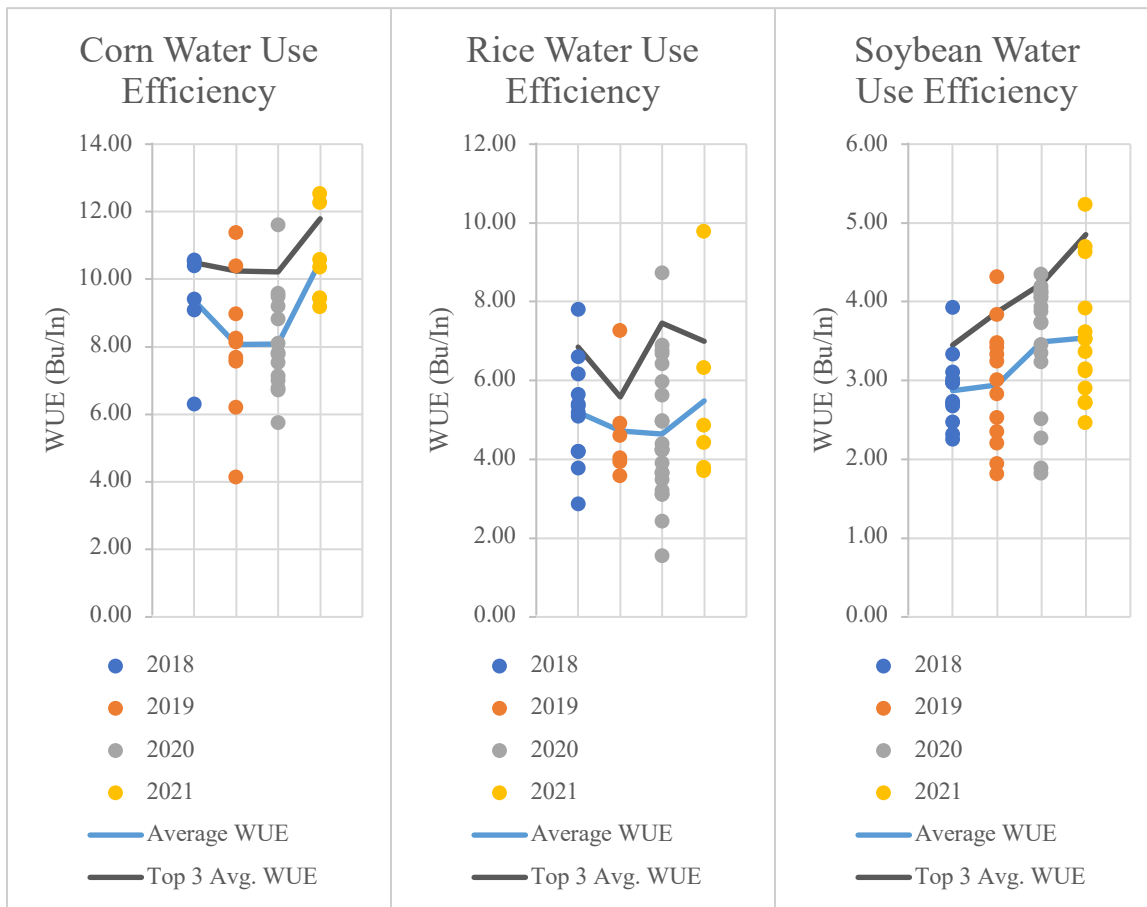 Corn Water Use
Efficiency
14.00
12.00
10.00
8.00
6.00
4.00
2.00
0.00
WUE (Bu/In)
2018
2019
2020
2021
Average WUE
Top 3 Avg. WUE
Rice Water Use
Efficiency
12.00
10.00
8.00
6.00
4.00
2.00
0.00
WUE (Bu/In)
2018
2019
2020
2021
Average WUE
Top 3 Avg. WUE
Soybean Water
Use Efficiency
6.00
5.00
4.00
3.00
2.00
1.00
0.00
WUE (Bu/In)
2018
2019
2020
2021
Average WUE
Top 3 Avg. WUE